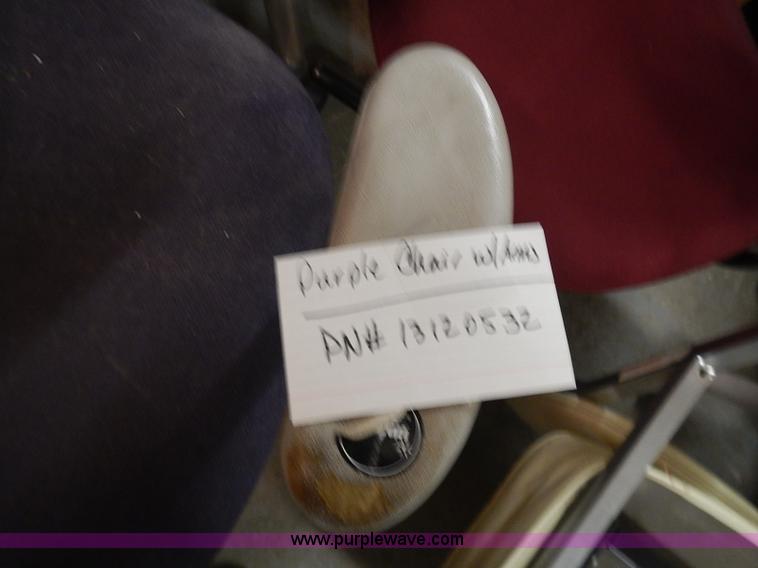 Purple Chair w/Arms
PN# 13120532
www.purplewave.com